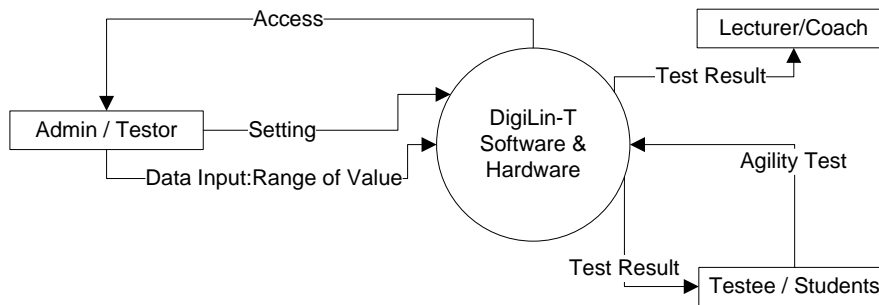 Access
Lecturer/Coach
Test Result
DigiLin-T
Software &
Hardware
Admin / Testor
Setting
Data Input:Range of Value
Agility Test
Test Result
Testee / Students